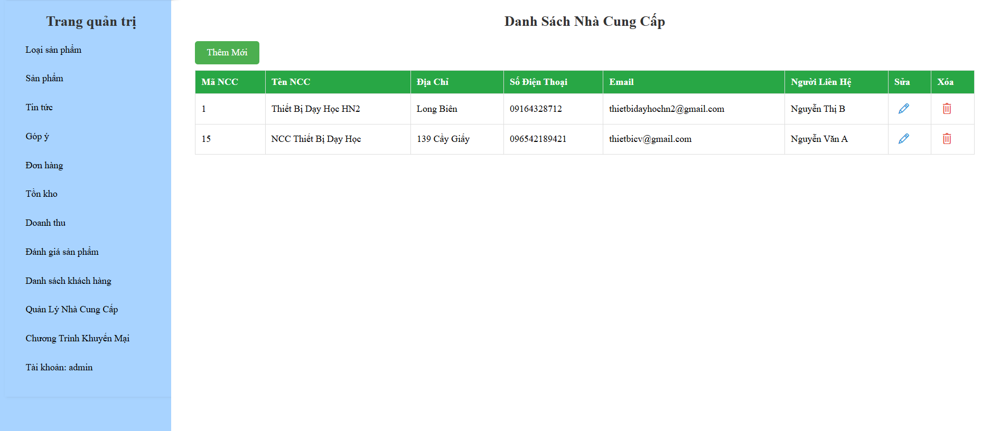 Trang quản trị
Loại sản phẩm
Sản phẩm
Tin tức
Góp ý
Đơn hàng
Tồn kho
Doanh thu
Đánh giá sản phẩm
Danh sách khách hàng
Quản Lý Nhà Cung Cấp
Chương Trình Khuyến Mại
Tài khoản: admin
Danh Sách Nhà Cung Cấp
Thêm Mới
Mã NCC Tên NCC Địa Chỉ Số Điện Thoại Email Người Liên Hệ Sửa Xóa
1 Thiết Bị Dạy Học HN2 Long Biên 09164328712 thietbidayhochn2@gmail.com Nguyễn Thị B
15 NCC Thiết Bị Dạy Học 139 Cầy Giấy 096542189421 thietbicv@gmail.com Nguyễn Văn A